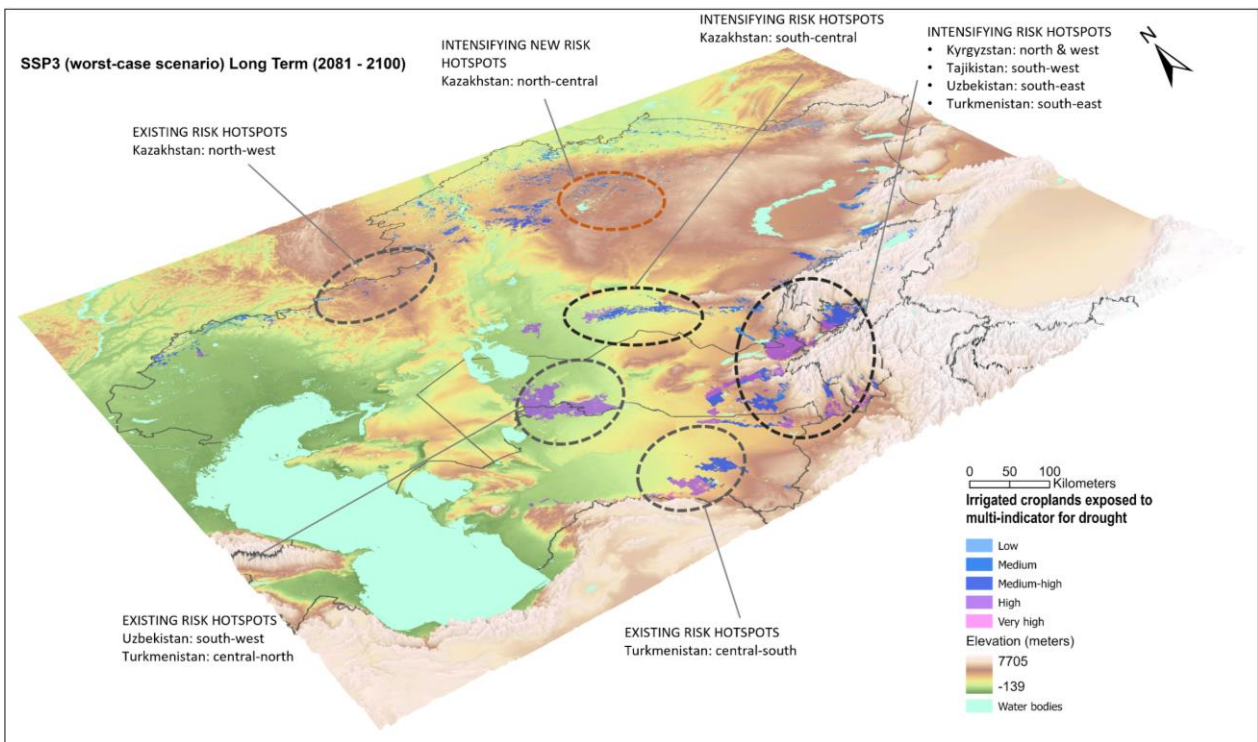 SSP3 (worst-case scenario) Long Term (2081 - 2100)
EXISTING RISK HOTSPOTS
Kazakhstan: north-west
INTENSIFYING NEW RISK
HOTSPOTS
Kazakhstan: north-central
INTENSIFYING RISK HOTSPOTS
Kazakhstan: south-central
INTENSIFYING RISK HOTSPOTS
• Kyrgyzstan: north & west
• Tajikistan: south-west
• Uzbekistan: south-east
• Turkmenistan: south-east
N
EXISTING RISK HOTSPOTS
Uzbekistan: south-west
Turkmenistan: central-north
EXISTING RISK HOTSPOTS
Turkmenistan: central-south
0 50 100
Kilometers
Irrigated croplands exposed to
multi-indicator for drought
Low
Medium
Medium-high
High
Very high
Elevation (meters)
7705
-139
Water bodies